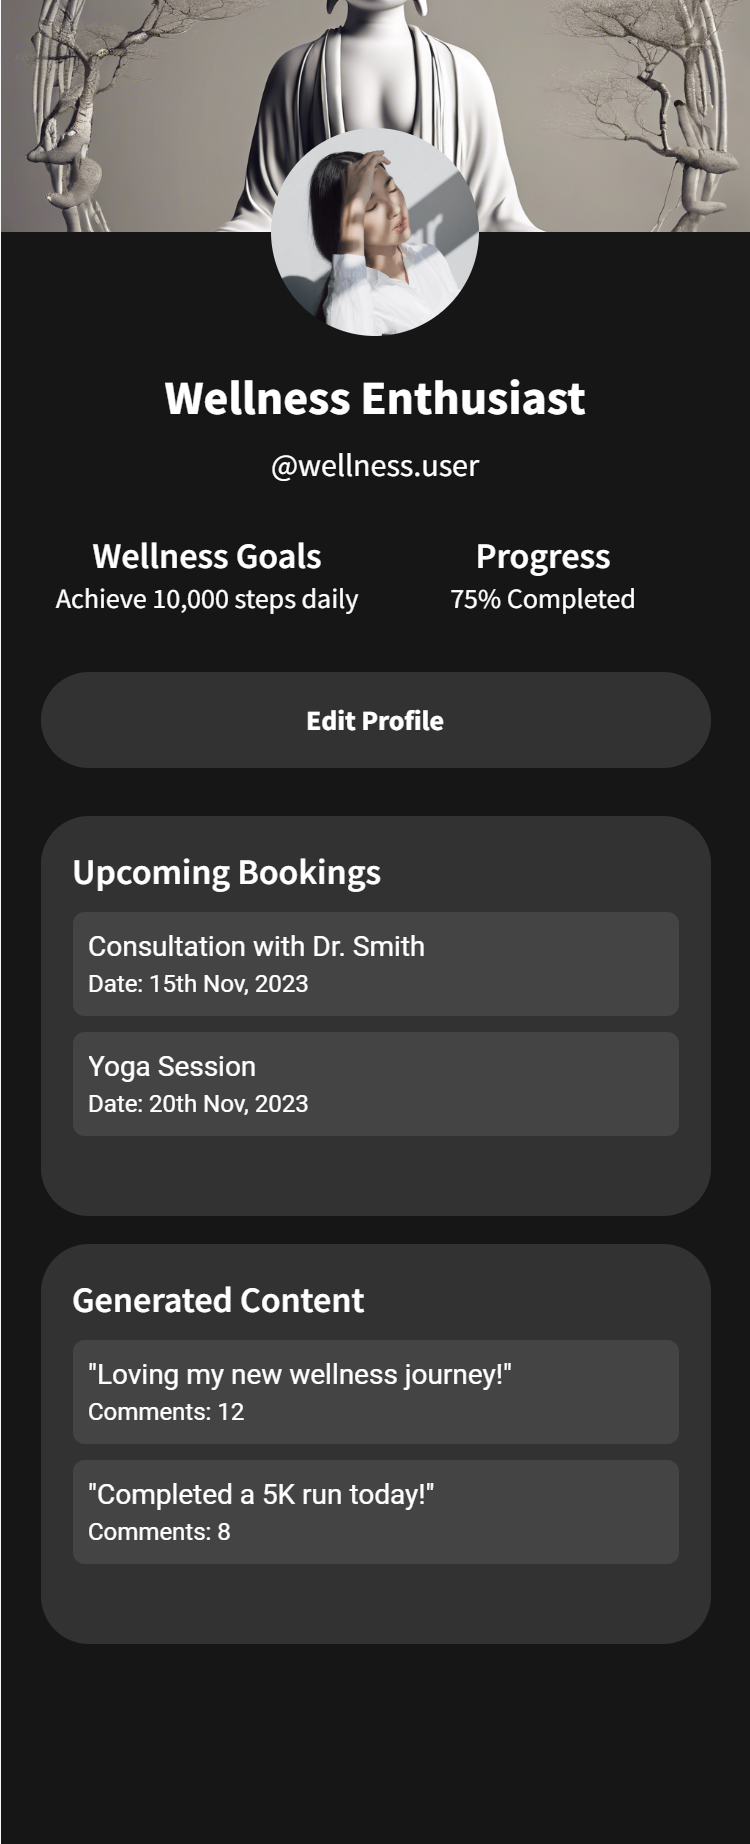 Wellness Enthusiast
@wellness.user
Wellness Goals
Achieve 10,000 steps daily
Progress
75% Completed
Edit Profile
Upcoming Bookings
Consultation with Dr. Smith
Date: 15th Nov, 2023
Yoga Session
Date: 20th Nov, 2023
Generated Content
"Loving my new wellness journey!"
Comments: 12
"Completed a 5K run today!"
Comments: 8